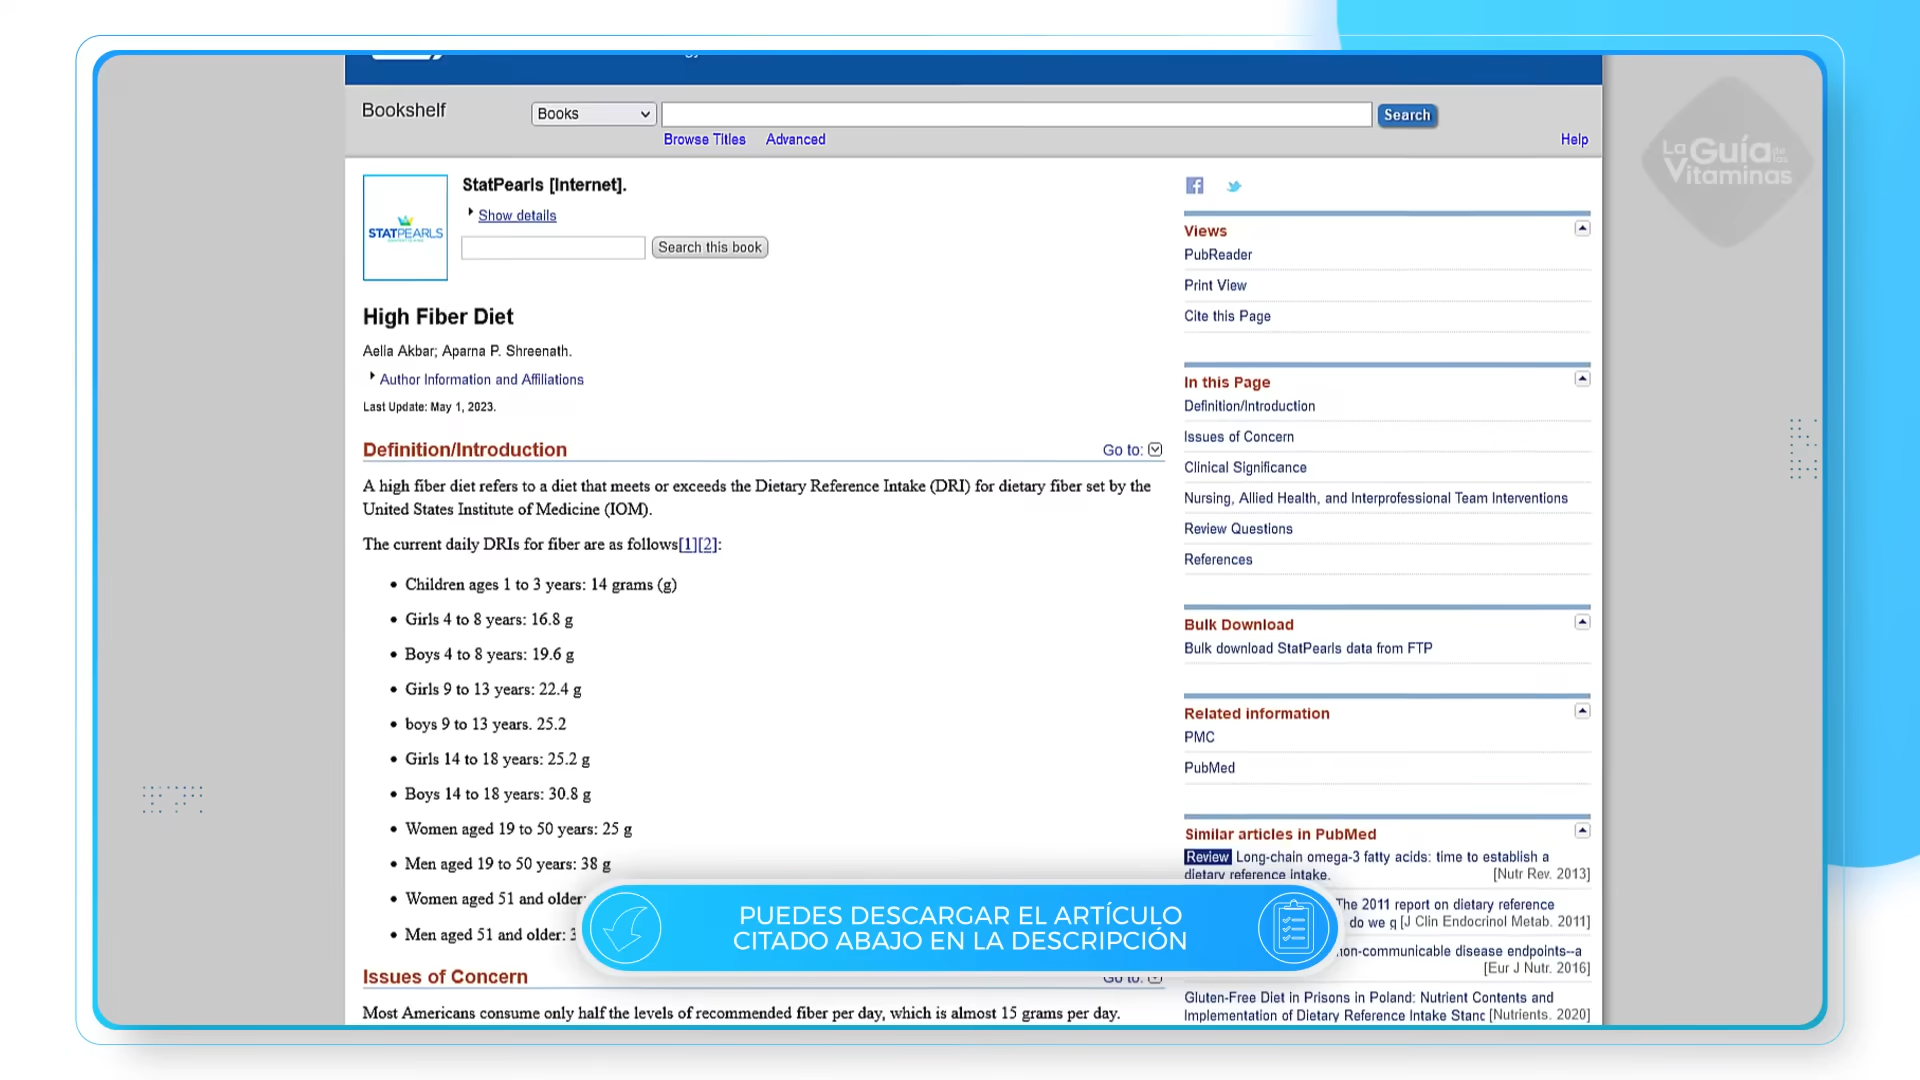 Bookshelf
Books
Search
Browse Titles
Advanced
Help
La Guía de las Vitaminas
STATPEARLS
StatPearls [Internet].
Show details
Search this book
High Fiber Diet
Aella Akbar; Aparna P. Shreenath.
Author Information and Affiliations
Last Update: May 1, 2023.
Definition/Introduction
Go to:
A high fiber diet refers to a diet that meets or exceeds the Dietary Reference Intake (DRI) for dietary fiber set by the
United States Institute of Medicine (IOM).
The current daily DRIs for fiber are as follows[1][2]:
• Children ages 1 to 3 years: 14 grams (g)
• Girls 4 to 8 years: 16.8 g
• Boys 4 to 8 years: 19.6 g
• Girls 9 to 13 years: 22.4 g
• boys 9 to 13 years. 25.2
• Girls 14 to 18 years: 25.2 g
• Boys 14 to 18 years: 30.8 g
• Women aged 19 to 50 years: 25 g
• Men aged 19 to 50 years: 38 g
• Women aged 51 and older:
• Men aged 51 and older: 3
Issues of Concern
Go to:
Most Americans consume only half the levels of recommended fiber per day, which is almost 15 grams per day.
Views
PubReader
Print View
Cite this Page
In this Page
Definition/Introduction
Issues of Concern
Clinical Significance
Nursing, Allied Health, and Interprofessional Team Interventions
Review Questions
References
Bulk Download
Bulk download StatPearls data from FTP
Related information
PMC
PubMed
Similar articles in PubMed
Review Long-chain omega-3 fatty acids: time to establish a
dietary reference intake. [Nutr Rev. 2013]
The 2011 report on dietary reference
do we g [J Clin Endocrinol Metab. 2011]
non-communicable disease endpoints--a
[Eur J Nutr. 2016]
Gluten-Free Diet in Prisons in Poland: Nutrient Contents and
Implementation of Dietary Reference Intake Stanc [Nutrients. 2020]
PUEDES DESCARGAR EL ARTÍCULO
CITADO ABAJO EN LA DESCRIPCIÓN